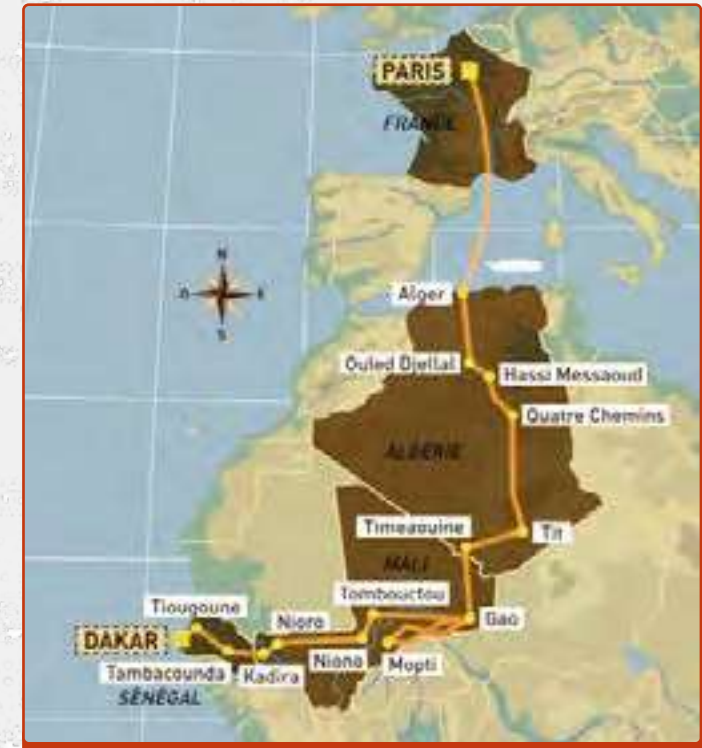 PARIS
FRANCE
N
O E
S
Alger
Ouled Djellal
Hassi Messaoud
Quatre Chemins
ALGÉRIE
Timeaouine
Tit
MALI
Tombouctou
Tiougoune
Nioro
Gao
DAKAR
Niono
Mopti
Tambacounda
Kadira
SÉNÉGAL